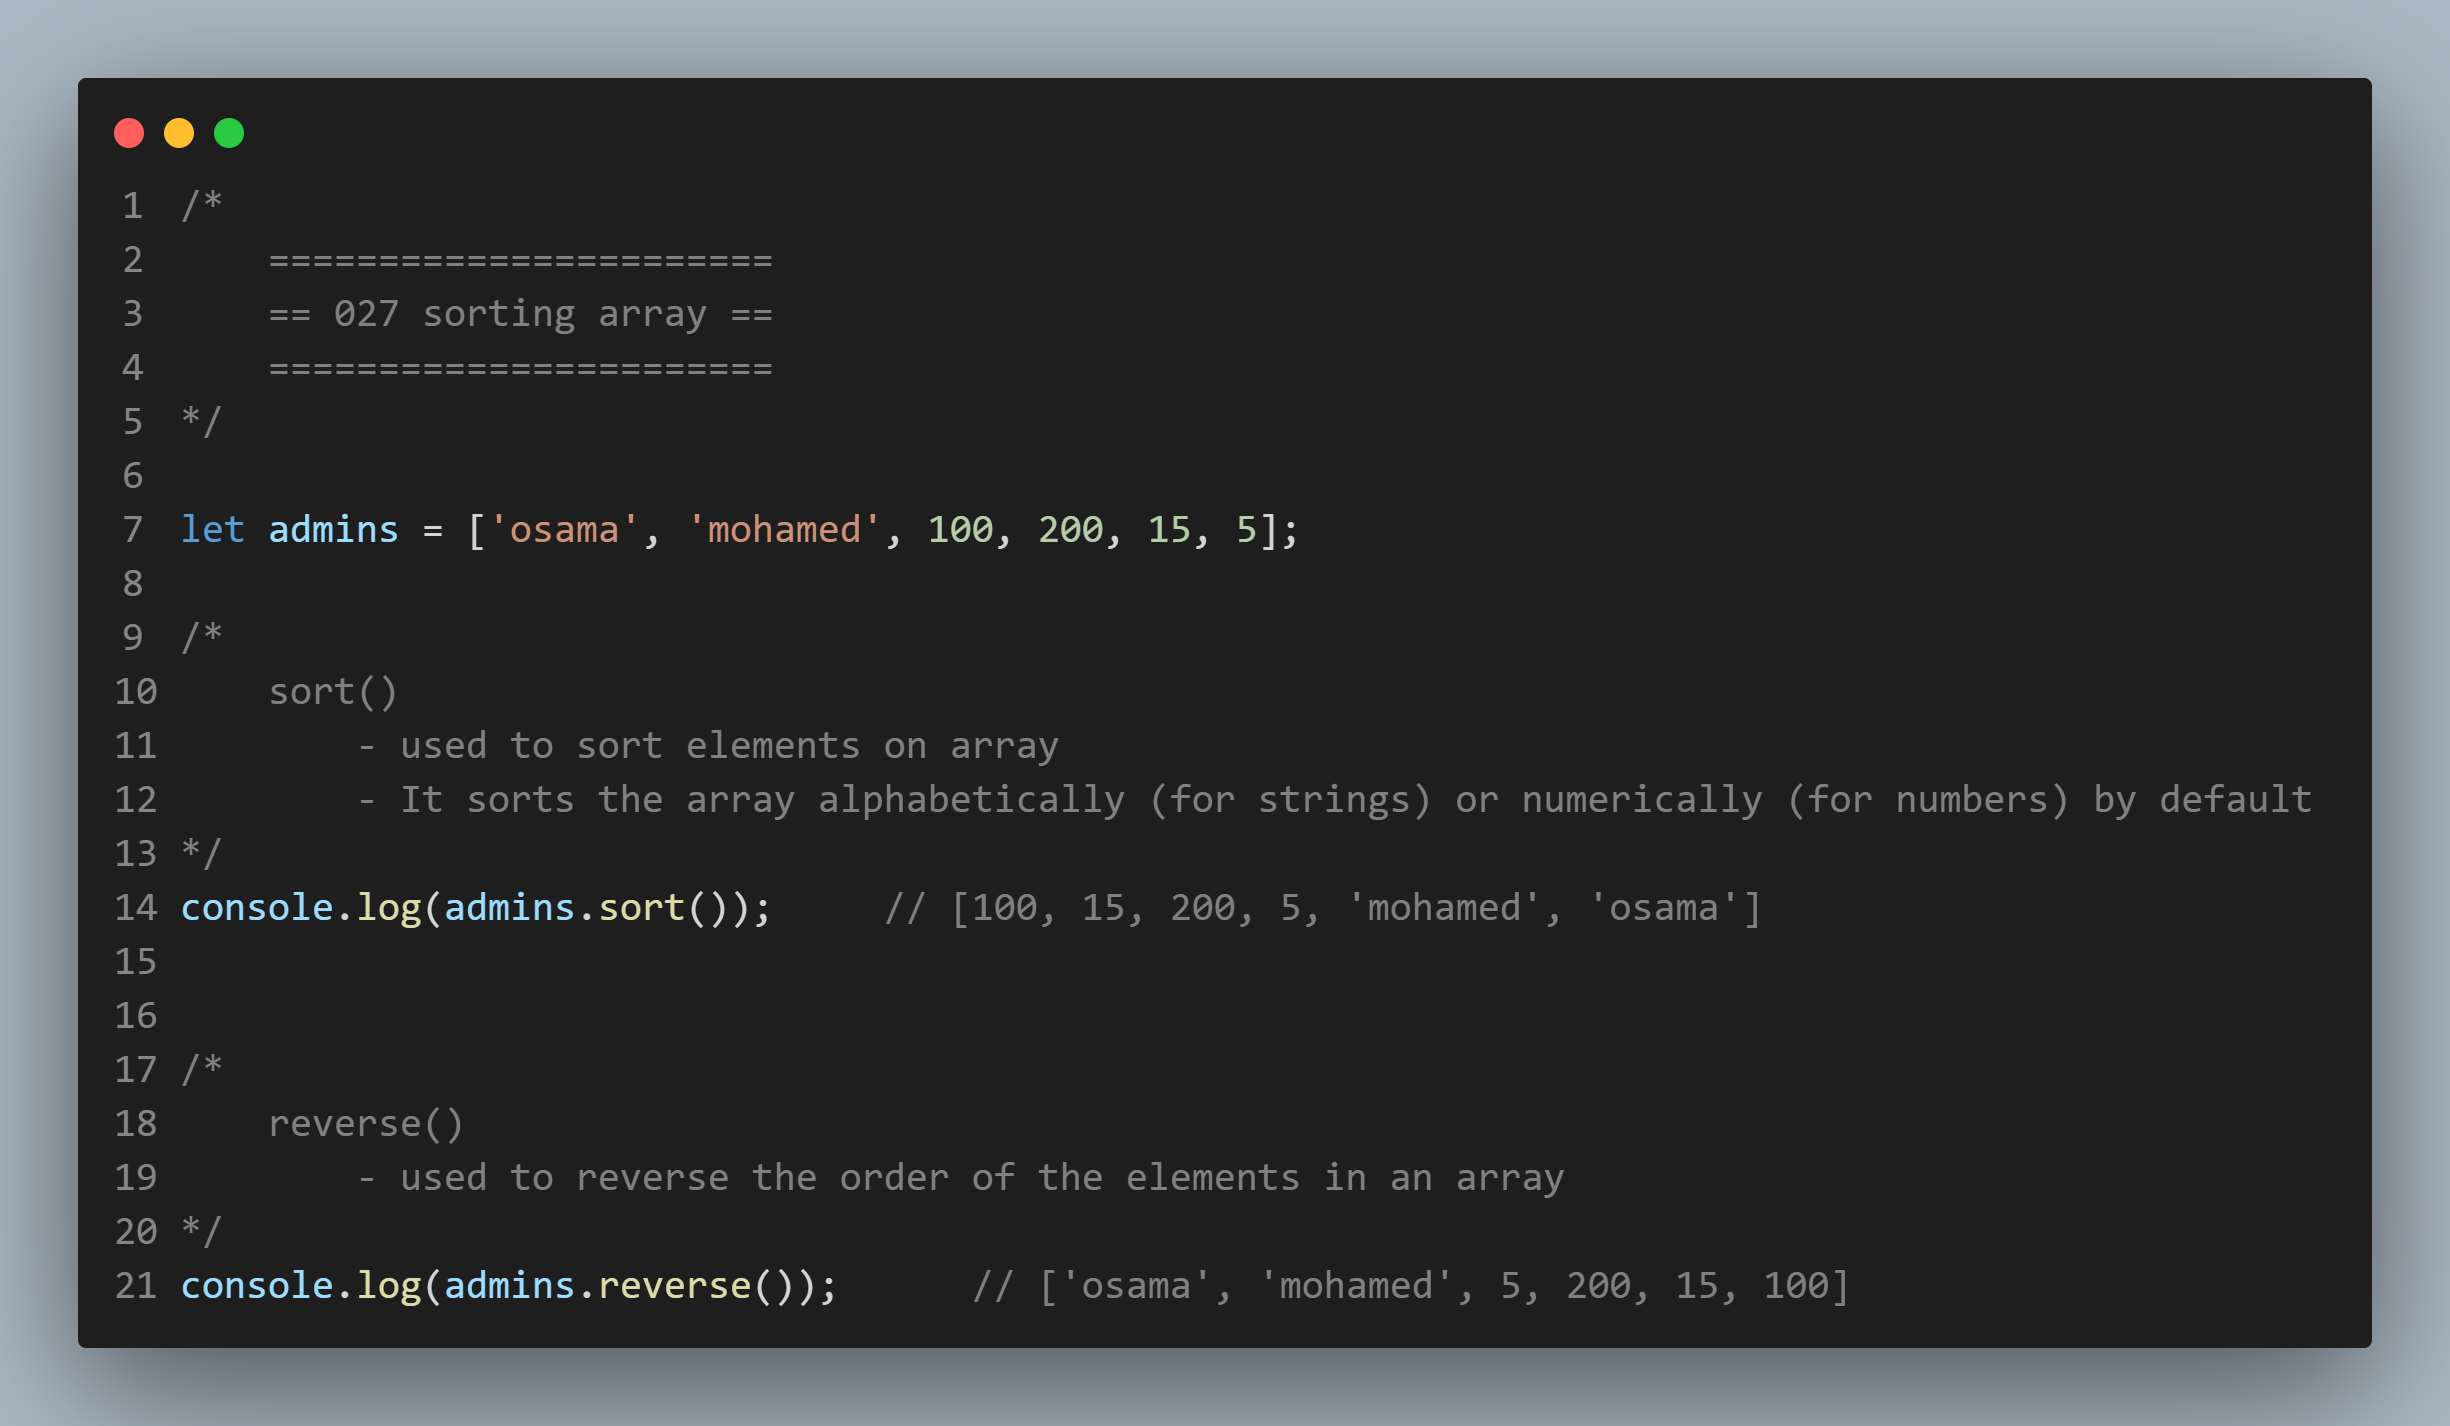 1 /*
2     =======================
3     == 027 sorting array ==
4     =======================
5 */
6
7 let admins = ['osama', 'mohamed', 100, 200, 15, 5];
8
9 /*
10     sort()
11         - used to sort elements on array
12         - It sorts the array alphabetically (for strings) or numerically (for numbers) by default
13 */
14 console.log(admins.sort());     // [100, 15, 200, 5, 'mohamed', 'osama']
15
16
17 /*
18     reverse()
19         - used to reverse the order of the elements in an array
20 */
21 console.log(admins.reverse());      // ['osama', 'mohamed', 5, 200, 15, 100]